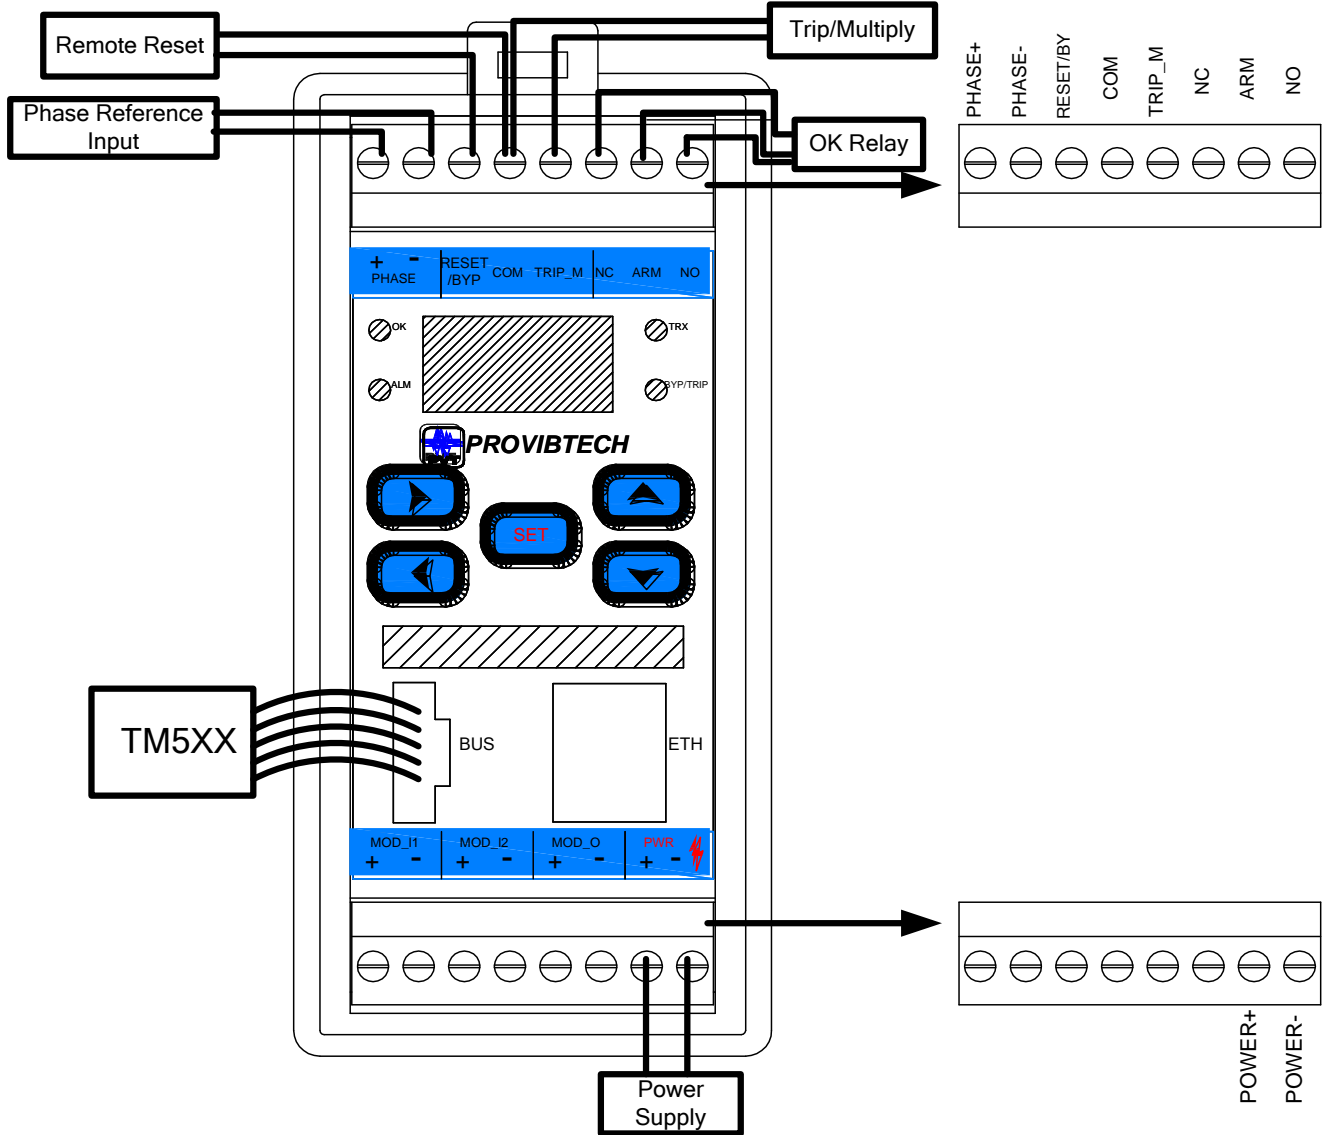 Remote Reset
Trip/Multiply
Phase Reference
Input
OK Relay
PHASE+
PHASE-
RESET/BY
COM
TRIP_M
NC
ARM
NO
+ -
PHASE
RESET
/BYP
COM
TRIP_M
NC
ARM
NO
OK
TRX
ALM
BYP/TRIP
PROVIBTECH
SET
TM5XX
BUS
ETH
MOD_I1
+ -
MOD_I2
+ -
MOD_O
+ -
PWR
+ -
POWER+
POWER-
Power
Supply